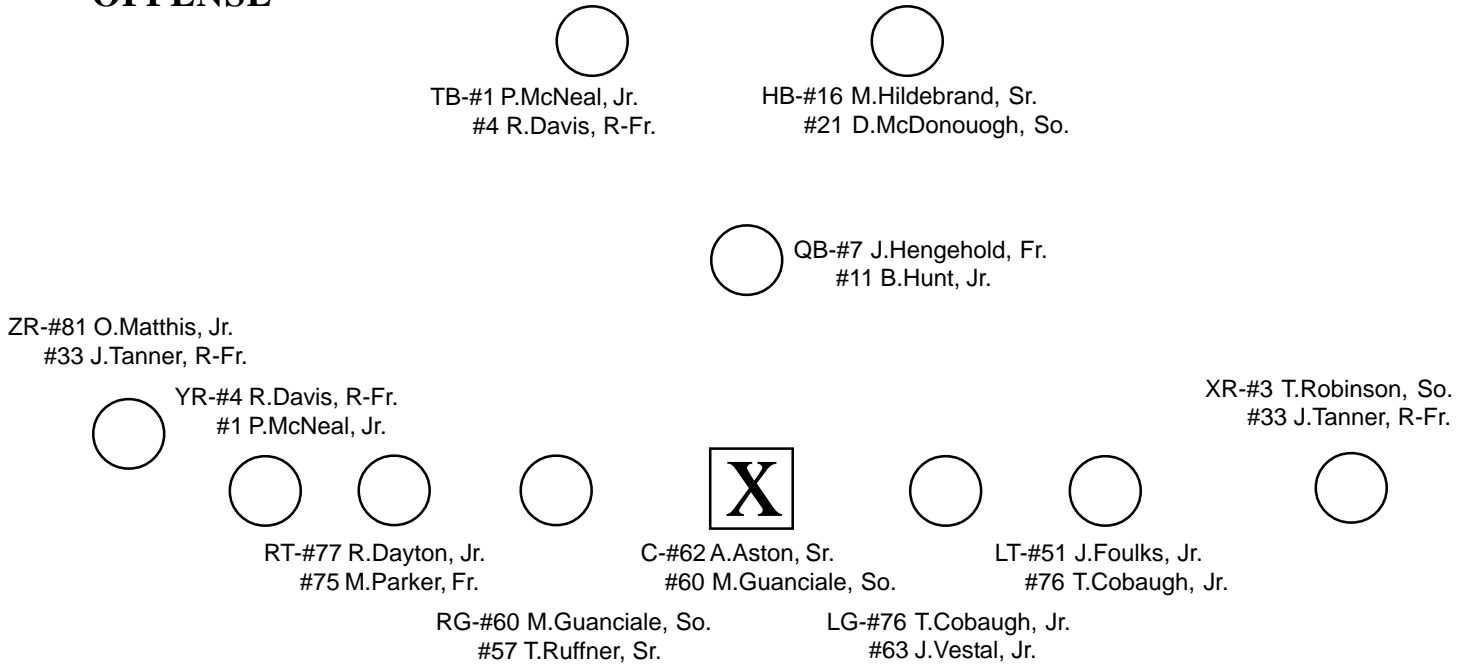 OFFENSE
TB-#1 P.McNeal, Jr.
#4 R.Davis, R-Fr.
HB-#16 M.Hildebrand, Sr.
#21 D.McDonouogh, So.
QB-#7 J.Hengehold, Fr.
#11 B.Hunt, Jr.
ZR-#81 O.Matthis, Jr.
#33 J.Tanner, R-Fr.
YR-#4 R.Davis, R-Fr.
#1 P.McNeal, Jr.
XR-#3 T.Robinson, So.
#33 J.Tanner, R-Fr.
X
RT-#77 R.Dayton, Jr.
#75 M.Parker, Fr.
C-#62 A.Aston, Sr.
#60 M.Guanciale, So.
LT-#51 J.Foulks, Jr.
#76 T.Cobaugh, Jr.
RG-#60 M.Guanciale, So.
#57 T.Ruffner, Sr.
LG-#76 T.Cobaugh, Jr.
#63 J.Vestal, Jr.